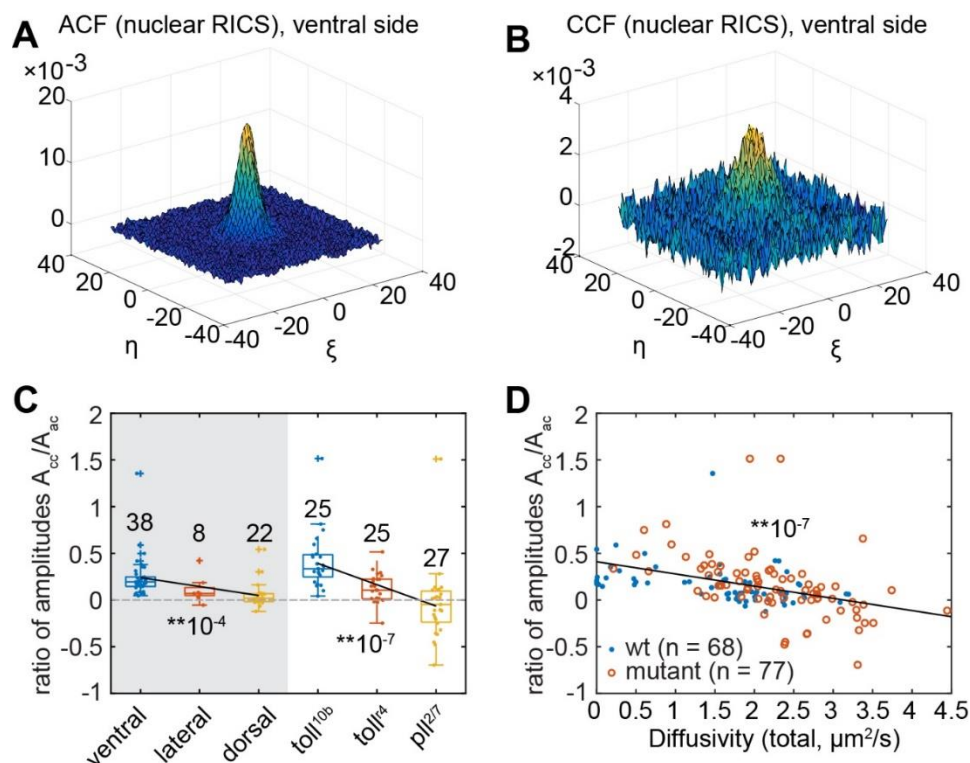 A ACF (nuclear RICS), ventral side
×10⁻³
20
10
0
40
20
0
-20
-40
η
-40
-20
0
20
40
ξ
B CCF (nuclear RICS), ventral side
×10⁻³
4
2
0
-2
40
20
0
-20
-40
η
-40
-20
0
20
40
ξ
C
ratio of amplitudes A_cc/A_ac
2
1.5
1
0.5
0
-0.5
-1
38
8
22
25
25
27
**10⁻⁴
**10⁻⁷
ventral
lateral
dorsal
toll¹⁰ᵇ
toll^r4
pll²/⁷
D
ratio of amplitudes A_cc/A_ac
2
1.5
1
0.5
0
-0.5
-1
**10⁻⁷
wt (n = 68)
mutant (n = 77)
0 0.5 1 1.5 2 2.5 3 3.5 4 4.5
Diffusivity (total, µm²/s)